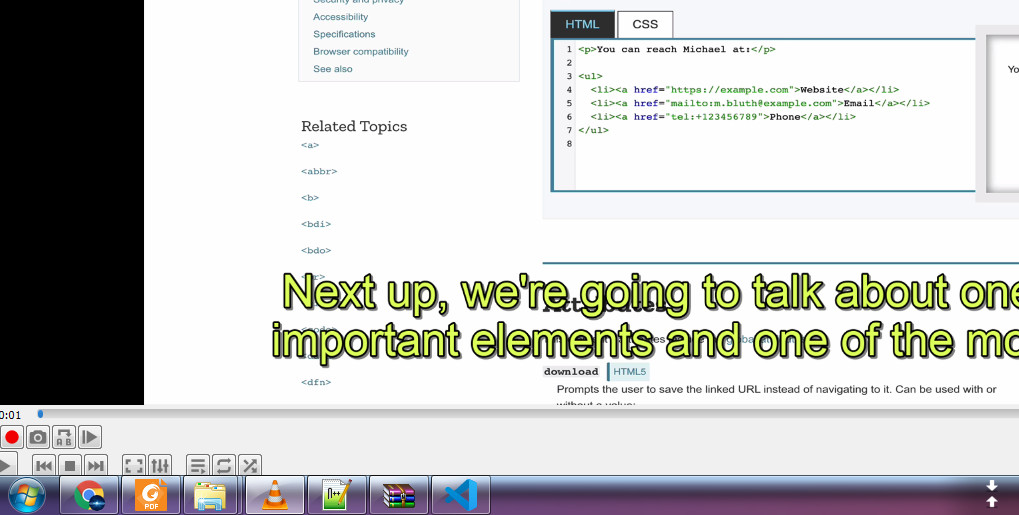 Security and privacy
Accessibility
Specifications
Browser compatibility
See also
Related Topics
<a>
<abbr>
<b>
<bdi>
<bdo>
<dfn>
HTML CSS
1 <p>You can reach Michael at:</p>
2
3 <ul>
4 <li><a href="https://example.com">Website</a></li>
5 <li><a href="mailto:m.bluth@example.com">Email</a></li>
6 <li><a href="tel:+123456789">Phone</a></li>
7 </ul>
8
Yo
Attributes
Next up, we're going to talk about one
important elements and one of the mo
download HTML5
Prompts the user to save the linked URL instead of navigating to it. Can be used with or
without a value:
0:01
A B
PDF